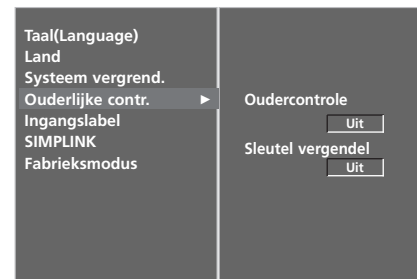 Taal(Language)
Land
Systeem vergrend.
Ouderlijke contr. ►
Ingangslabel
SIMPLINK
Fabrieksmodus
Oudercontrole
Uit
Sleutel vergendel
Uit